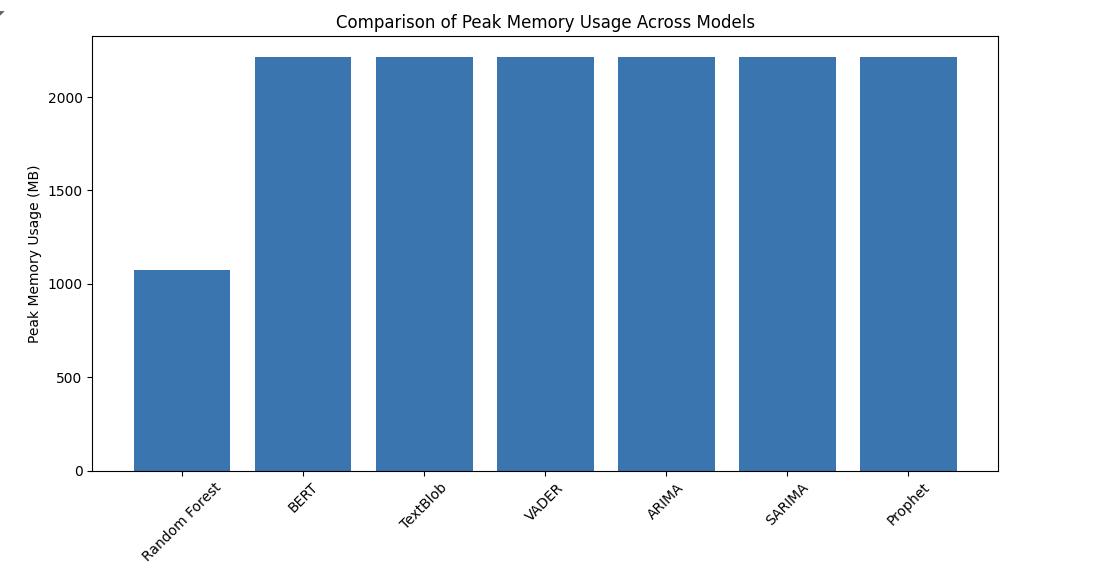 Comparison of Peak Memory Usage Across Models
Peak Memory Usage (MB)
2000
1500
1000
500
0
Random Forest
BERT
TextBlob
VADER
ARIMA
SARIMA
Prophet